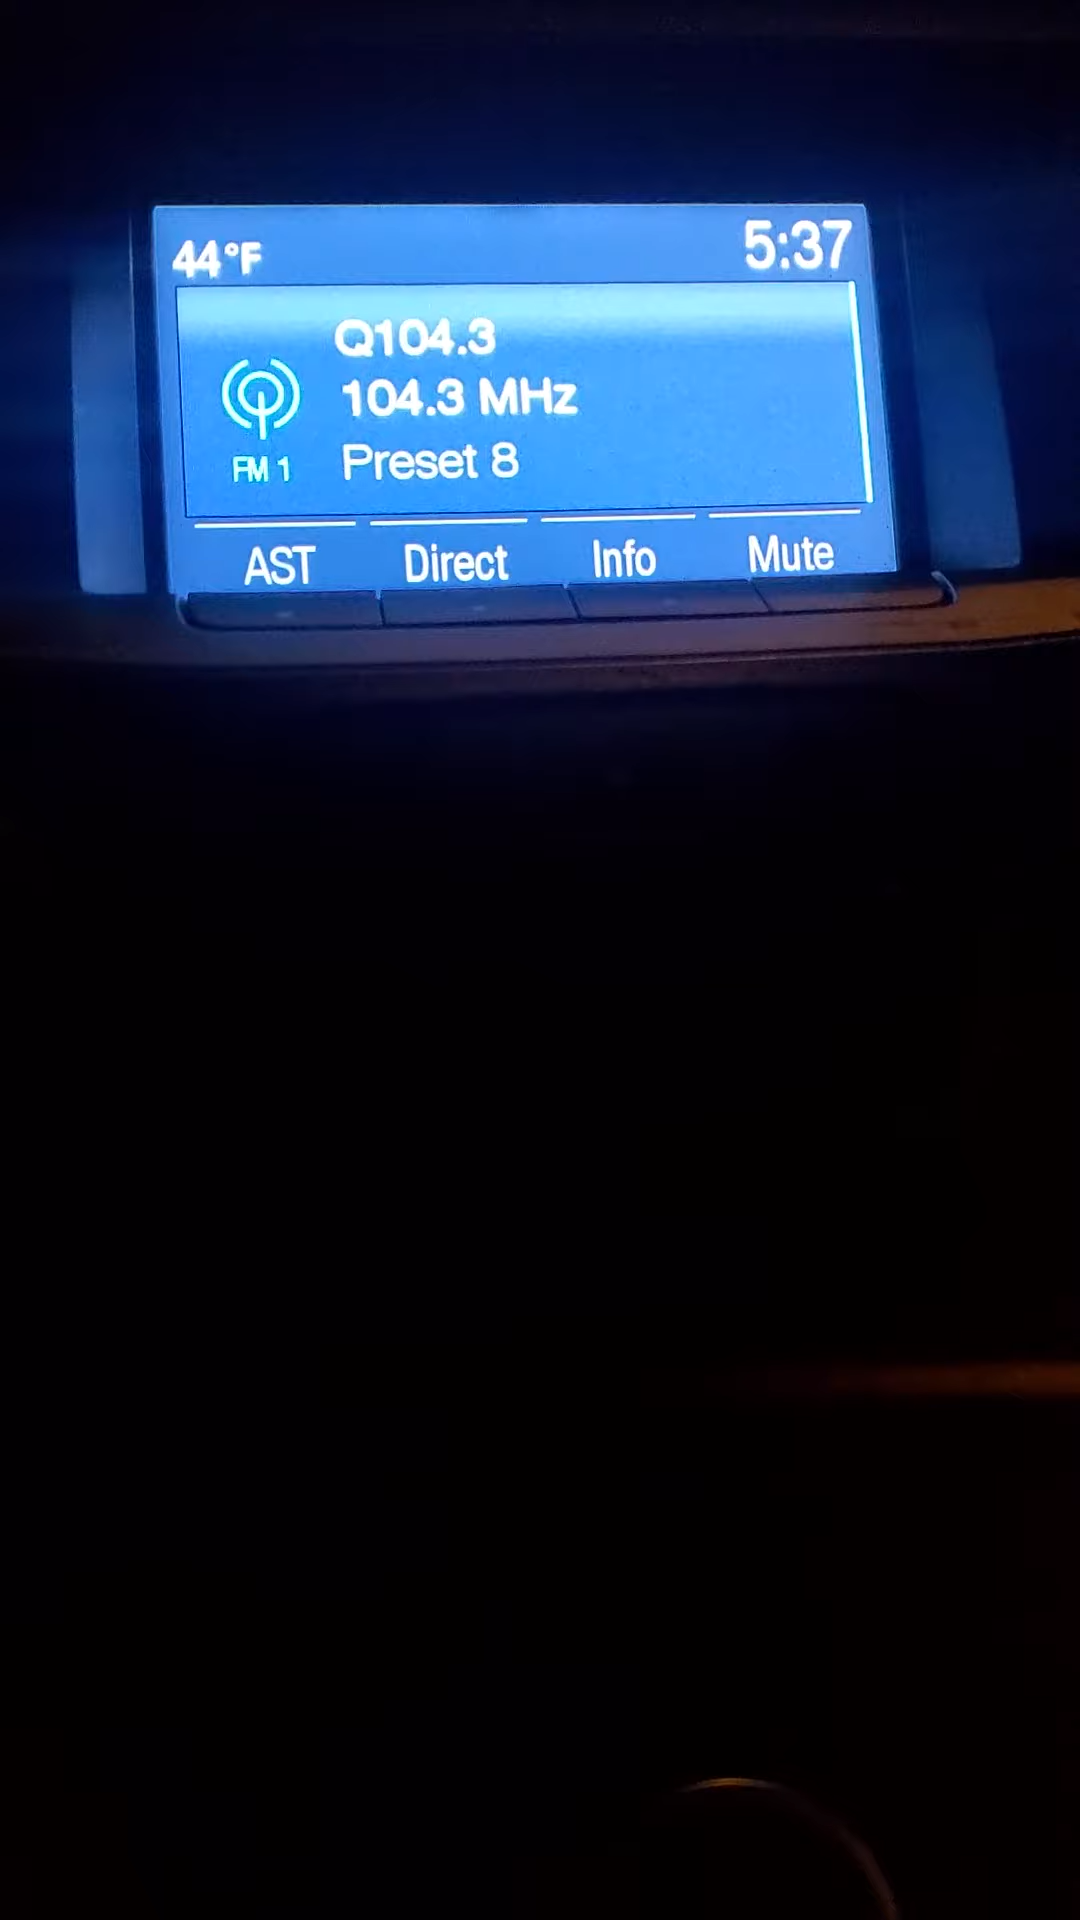 44°F 5:37
Q104.3
104.3 MHz
FM 1 Preset 8
AST Direct Info Mute